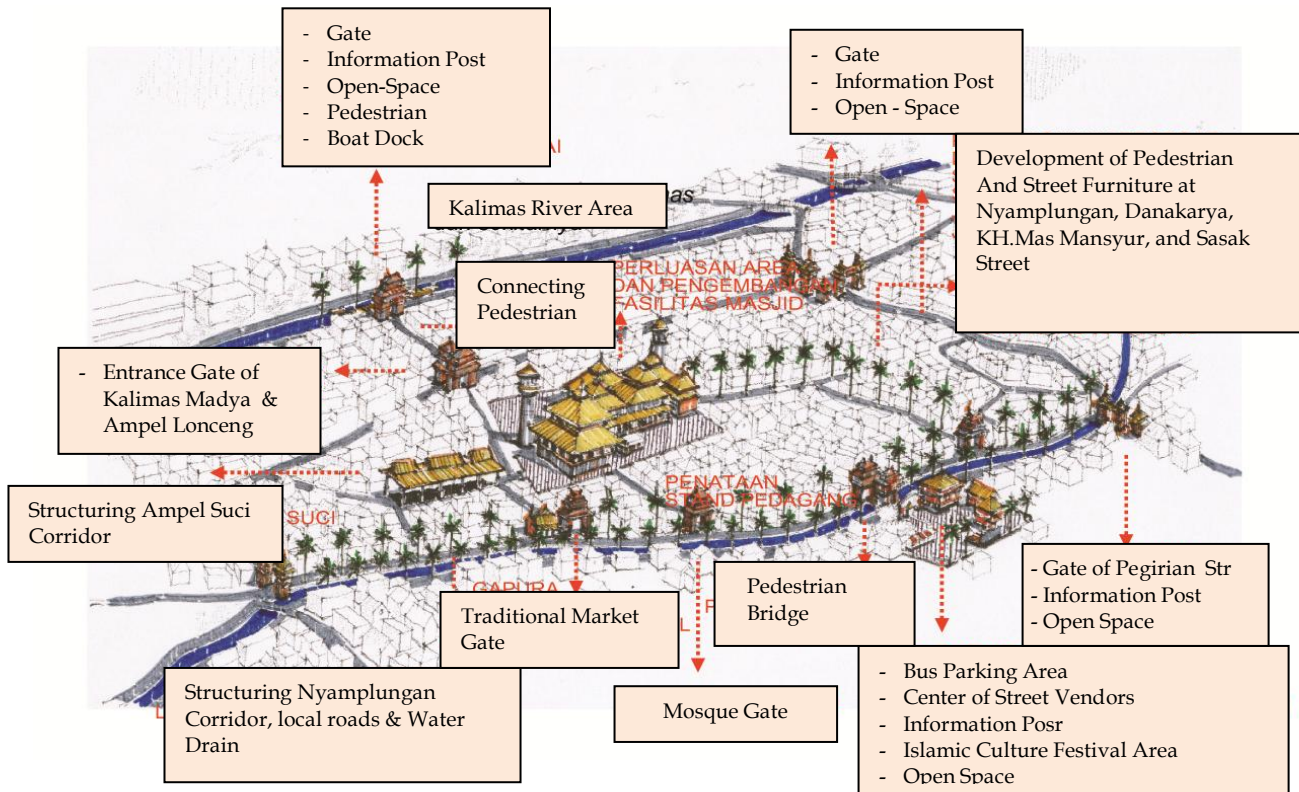 - Gate
- Information Post
- Open-Space
- Pedestrian
- Boat Dock
- Gate
- Information Post
- Open - Space
AI
Development of Pedestrian
And Street Furniture at
Nyamplungan, Danakarya,
KH.Mas Mansyur, and Sasak
Street
Kalimas River Area
Connecting
Pedestrian
PERLUASAN AREA
DAN PENGEMBANGAN
FASILITAS MASJID
- Entrance Gate of
Kalimas Madya & 
Ampel Lonceng
Structuring Ampel Suci
Corridor
SUCI
PENATAAN
STAND PEDAGANG
GAPURA
Traditional Market
Gate
L
Pedestrian
Bridge
- Gate of Pegirian Str
- Information Post
- Open Space
Structuring Nyamplungan
Corridor, local roads & Water
Drain
Mosque Gate
- Bus Parking Area
- Center of Street Vendors
- Information Posr
- Islamic Culture Festival Area
- Open Space